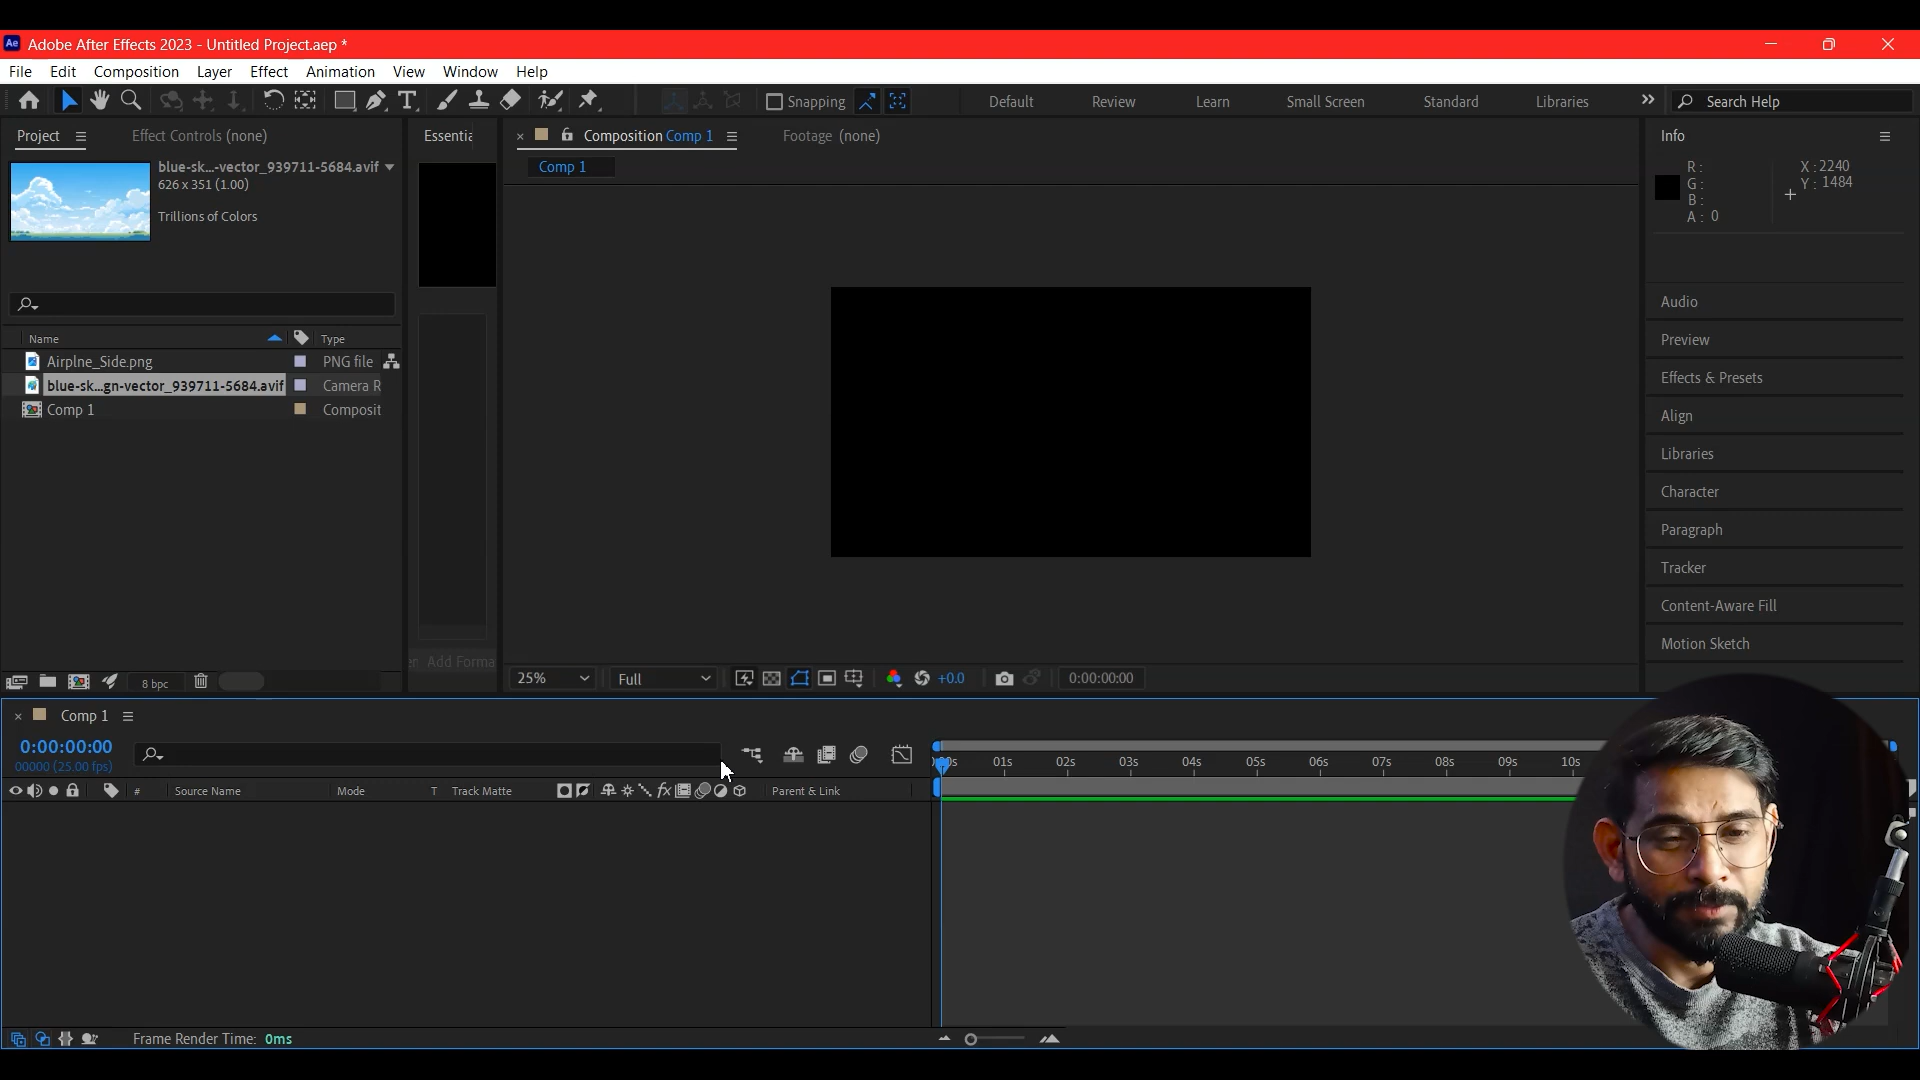 Ae Adobe After Effects 2023 - Untitled Project.aep *
File Edit Composition Layer Effect Animation View Window Help
Snapping Default Review Learn Small Screen Standard Libraries Search Help
Project Effect Controls (none)
Essentia
Composition Comp 1 Footage (none)
Info
blue-sk...-vector_939711-5684.avif
626 x 351 (1.00)
Trillions of Colors
Comp 1
R :
G :
B :
A : 0
X : 2240
Y : 1484
Name Type
Airplne_Side.png PNG file
blue-sk...gn-vector_939711-5684.avif Camera R
Comp 1 Composit
Audio
Preview
Effects & Presets
Align
Libraries
Character
Paragraph
Tracker
Content-Aware Fill
Motion Sketch
er Add Forma
8 bpc
25% Full +0.0 0:00:00:00
Comp 1
0:00:00:00
00000 (25.00 fps)
00s 01s 02s 03s 04s 05s 06s 07s 08s 09s 10s
# Source Name Mode T Track Matte fx Parent & Link
Frame Render Time: 0ms